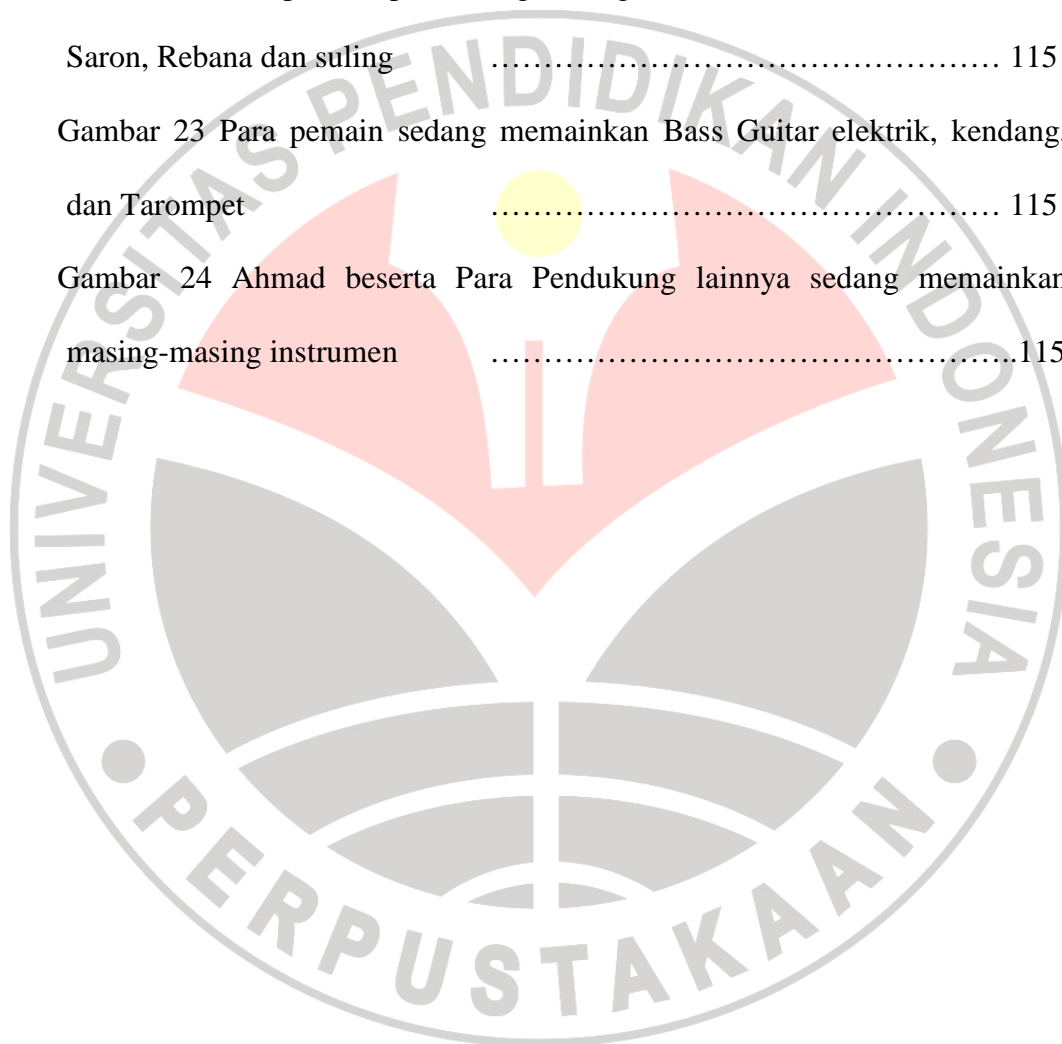 Saron, Rebana dan suling ………………………………………… 115
Gambar 23 Para pemain sedang memainkan Bass Guitar elektrik, kendang,
dan Tarompet ………………………………………… 115
Gambar 24 Ahmad beserta Para Pendukung lainnya sedang memainkan
masing-masing instrumen …………………………………………..115
UNIVERSITAS PENDIDIKAN INDONESIA
PERPUSTAKAAN